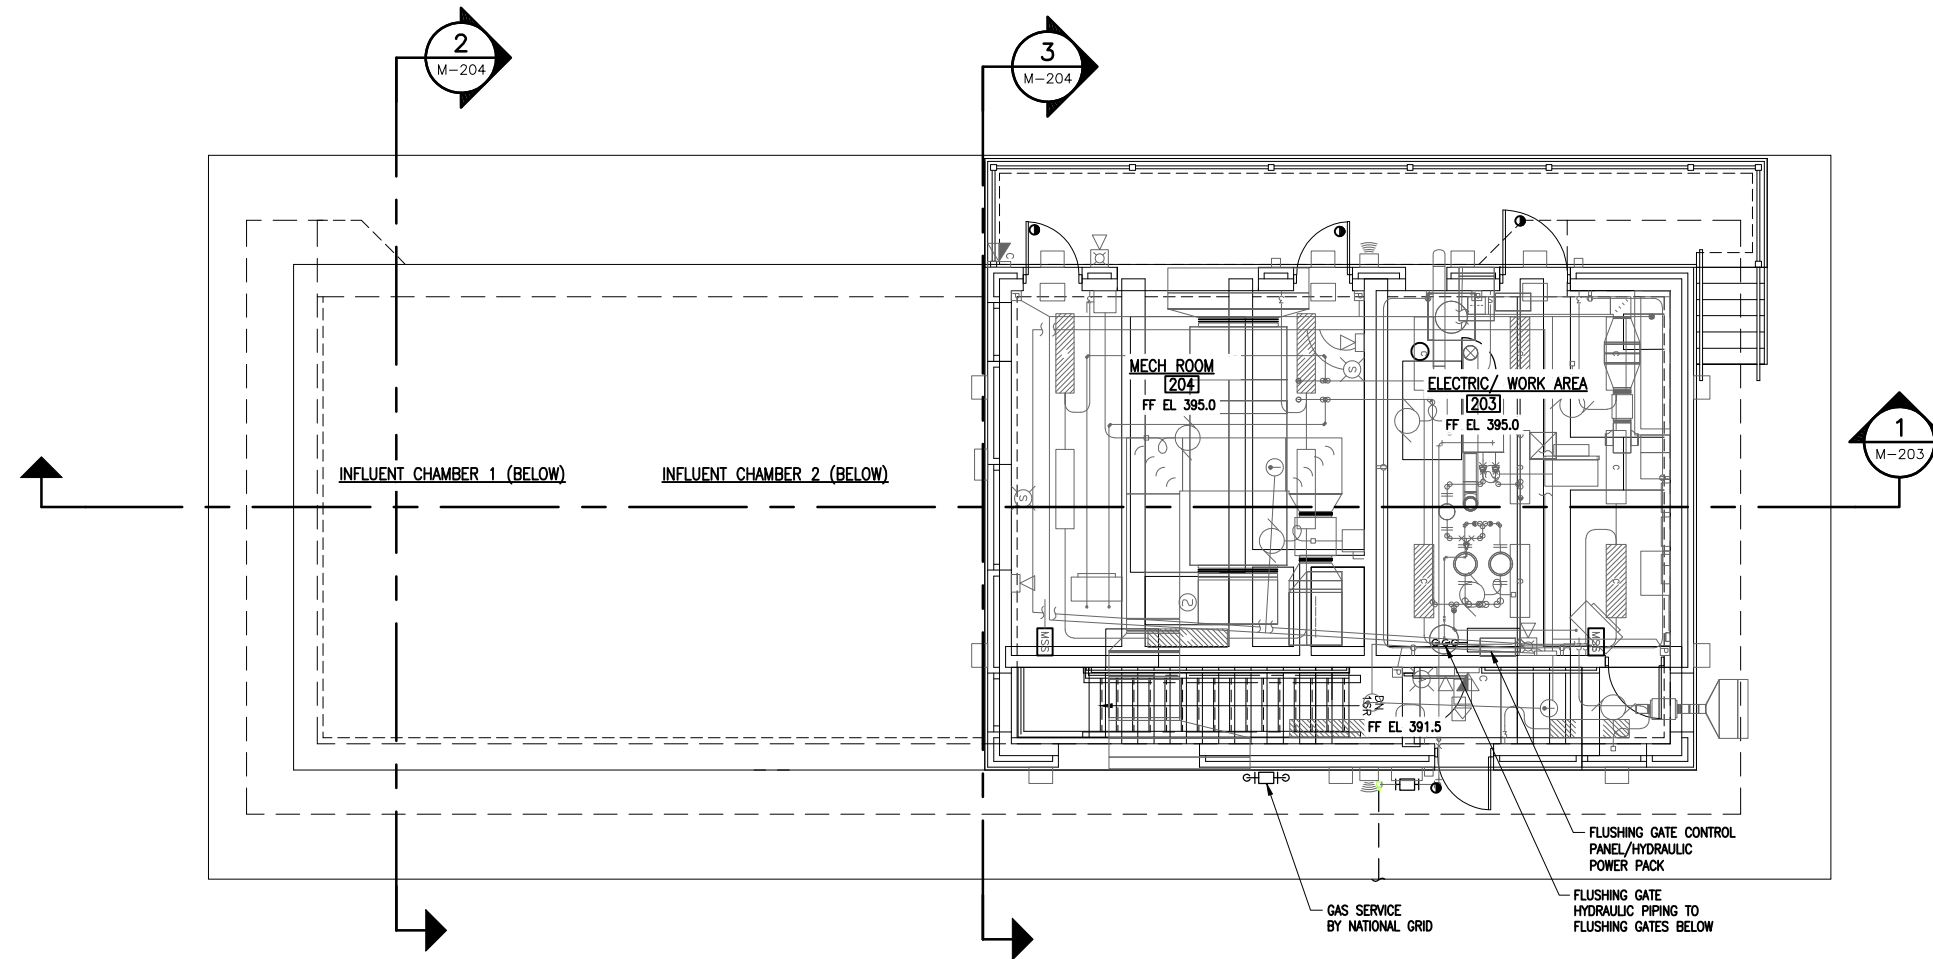 2
M-204
3
M-204
MECH ROOM
204
FF EL 395.0
ELECTRIC/ WORK AREA
203
FF EL 395.0
1
M-203
INFLUENT CHAMBER 1 (BELOW)
INFLUENT CHAMBER 2 (BELOW)
MSS
MSS
DN
16R
FF EL 391.5
FLUSHING GATE CONTROL
PANEL/HYDRAULIC
POWER PACK
FLUSHING GATE
HYDRAULIC PIPING TO
FLUSHING GATES BELOW
GAS SERVICE
BY NATIONAL GRID